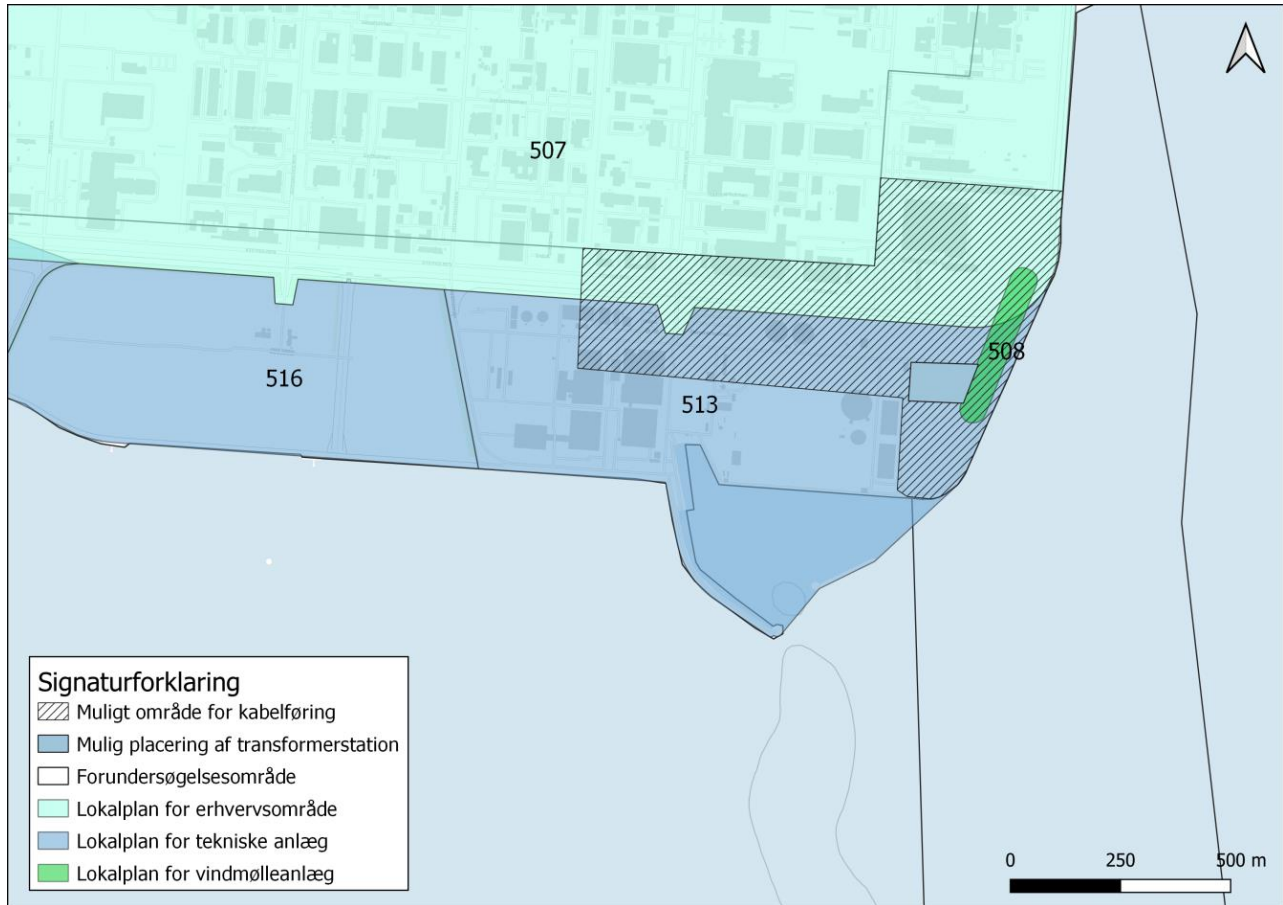 507
508
516
513
Signaturforklaring
Muligt område for kabelføring
Mulig placering af transformerstation
Forundersøgelsesområde
Lokalplan for erhvervsområde
Lokalplan for tekniske anlæg
Lokalplan for vindmølleanlæg
0 250 500 m